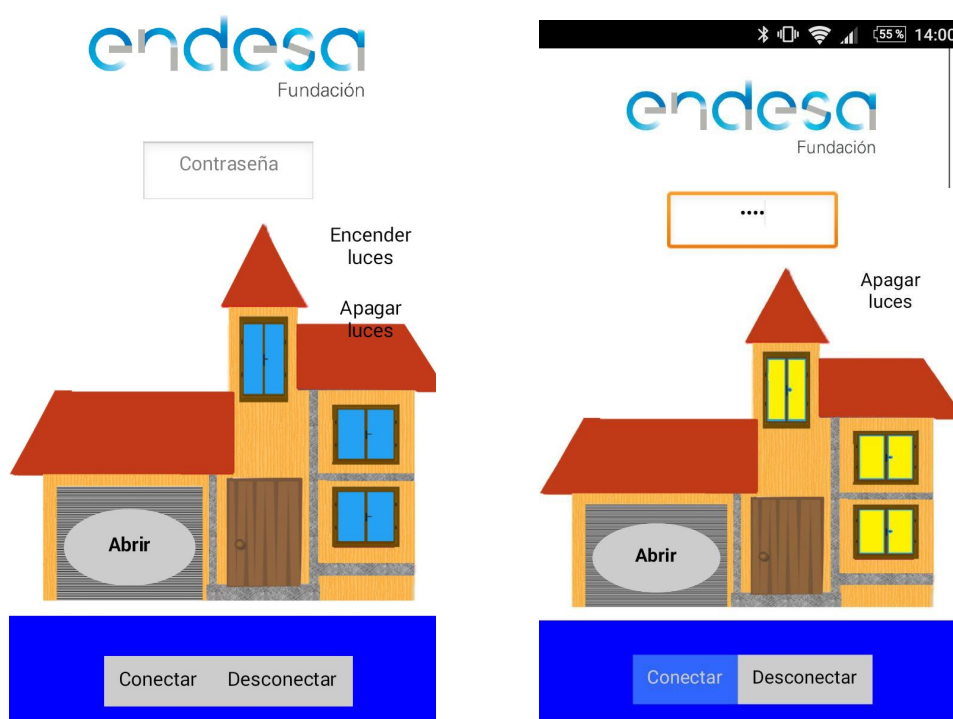 endesa
Fundación
Contraseña
Encender
luces
Apagar
luces
Abrir
Conectar Desconectar
55 % 14:00
endesa
Fundación
••••
Apagar
luces
Abrir
Conectar Desconectar